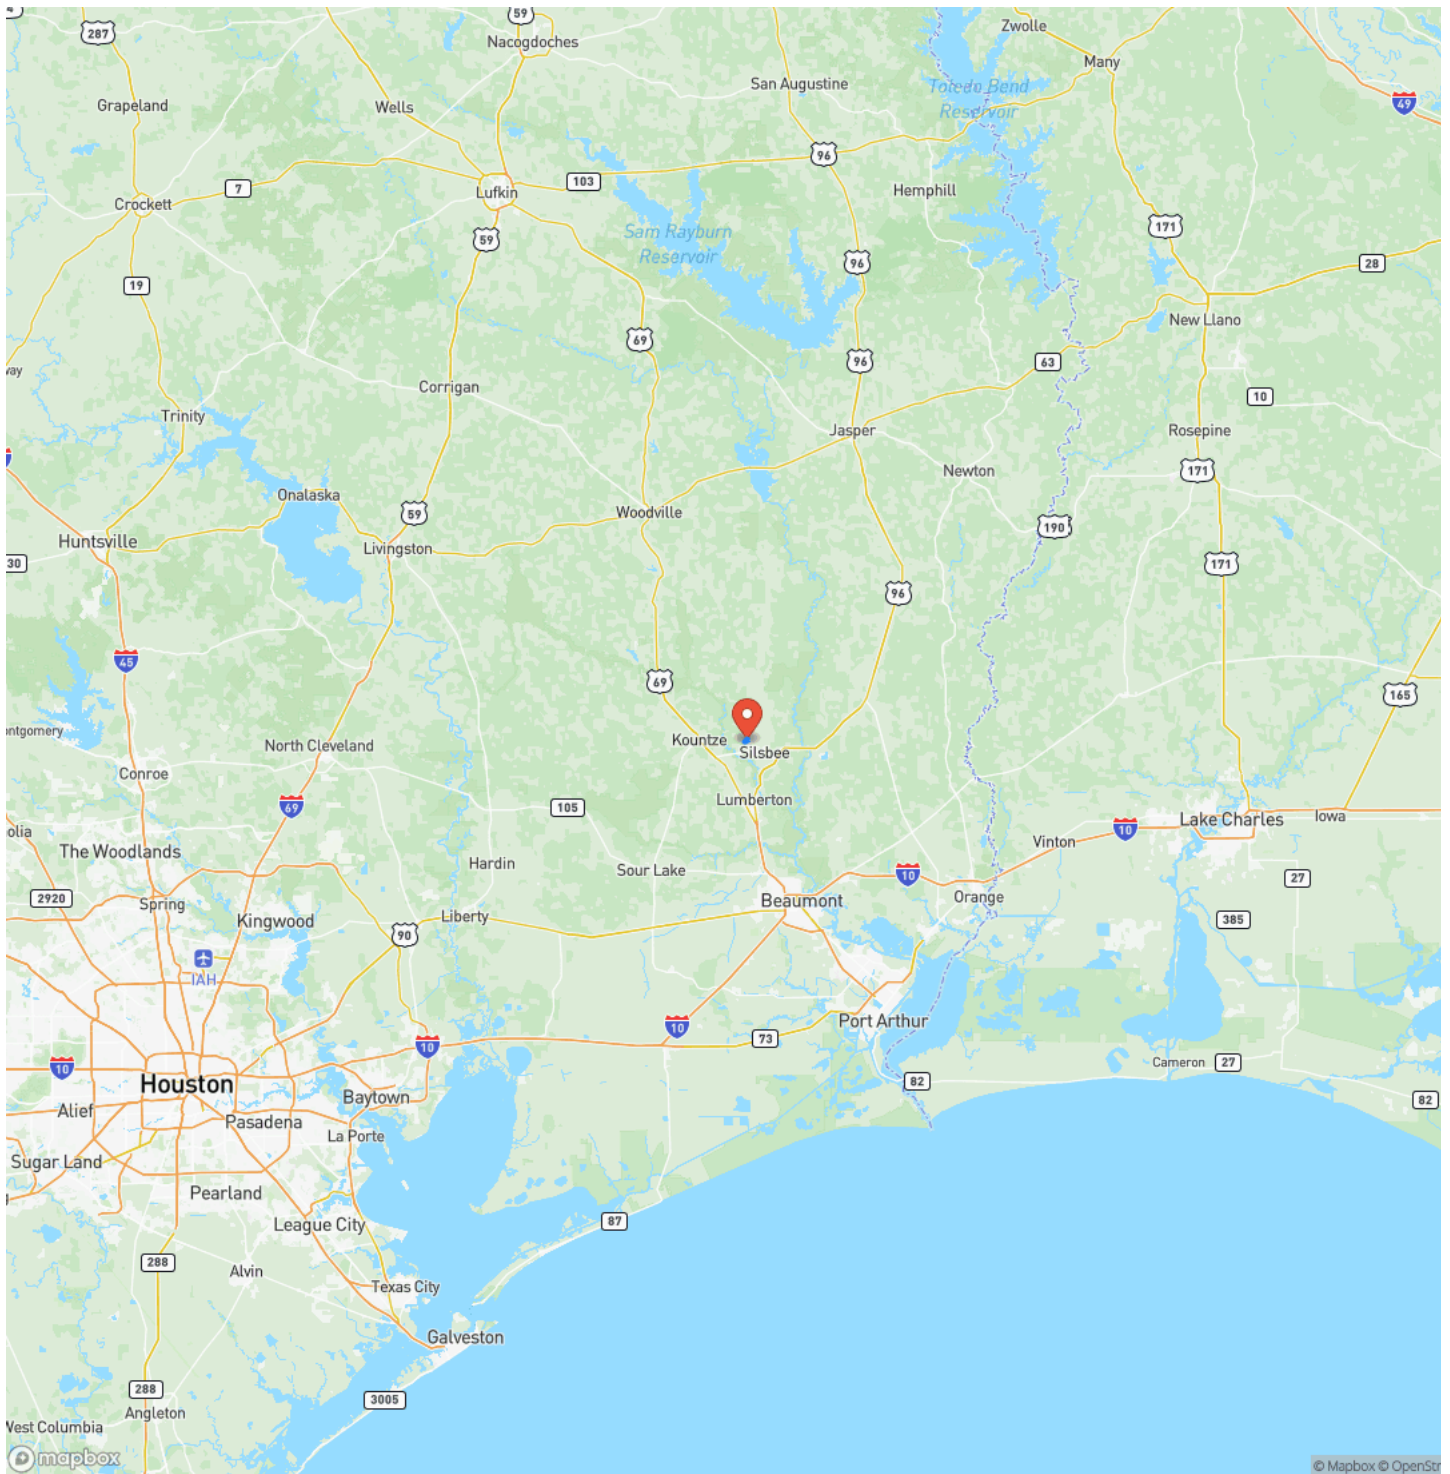 59
287
Zwolle
Nacogdoches
Many
San Augustine
Toledo Bend
Reservoir
49
Grapeland
Wells
96
7
103
Lufkin
Hemphill
Crockett
171
59
Sam Rayburn
Reservoir
96
28
19
New Llano
69
96
63
Corrigan
10
Trinity
Jasper
Rosepine
Newton
171
Onalaska
59
Woodville
190
Huntsville
Livingston
30
171
96
45
69
165
Kountze
Silsbee
North Cleveland
Conroe
Lumberton
69
105
Lake Charles
Iowa
10
Vinton
The Woodlands
Hardin
Sour Lake
10
27
2920
Spring
Beaumont
Orange
Kingwood
Liberty
385
90
IAH
Port Arthur
10
73
10
Cameron
27
10
Houston
82
Baytown
82
Alief
Pasadena
La Porte
Sugar Land
Pearland
87
League City
288
Alvin
Texas City
Galveston
288
3005
Angleton
West Columbia
mapbox
© Mapbox © OpenStr